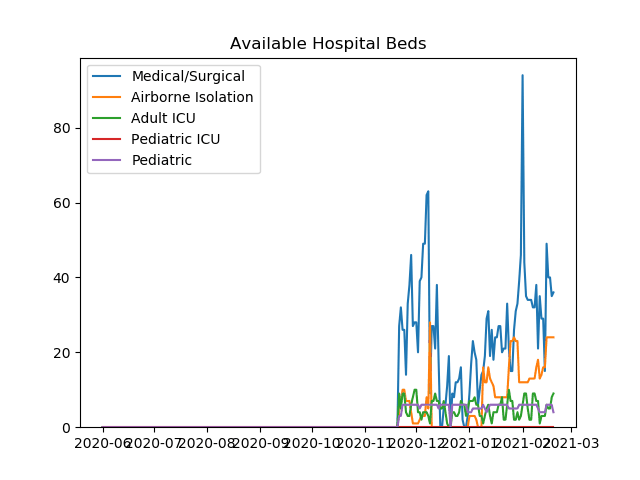 Available Hospital Beds
Medical/Surgical
Airborne Isolation
Adult ICU
Pediatric ICU
Pediatric
80
60
40
20
0
2020-06 2020-07 2020-08 2020-09 2020-10 2020-11 2020-12 2021-01 2021-02 2021-03